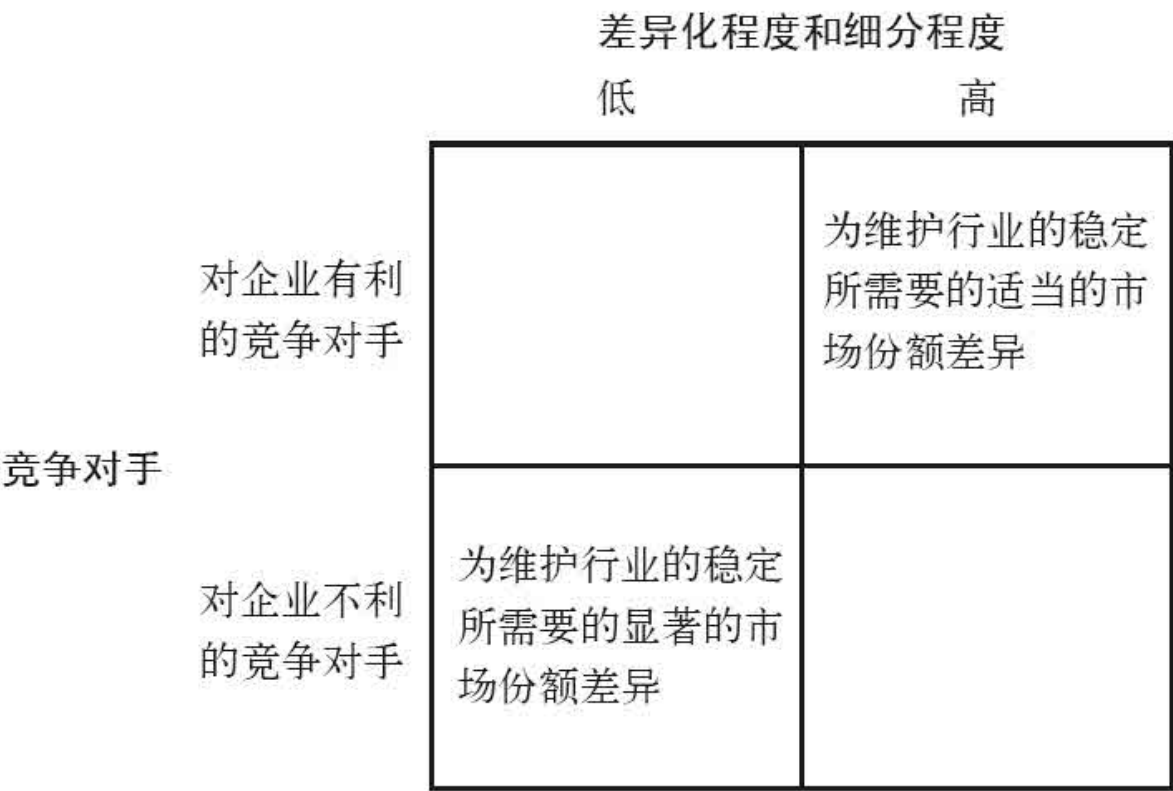 差异化程度和细分程度
低 高
为维护行业的稳定
所需要的适当的市
场份额差异
对企业有利
的竞争对手
竞争对手
对企业不利
的竞争对手
为维护行业的稳定
所需要的显著的市
场份额差异